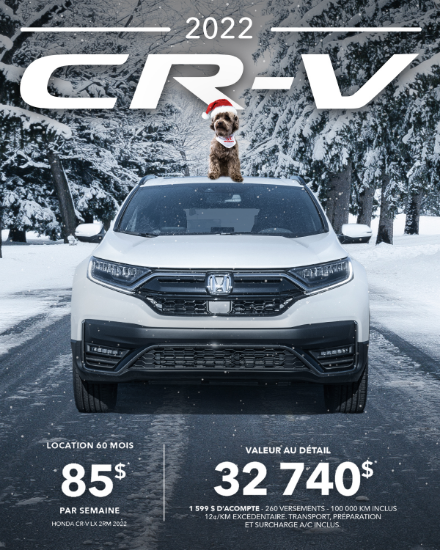 2022
CR-V
LOCATION 60 MOIS
85$
PAR SEMAINE
HONDA CR-V LX 2RM 2022
VALEUR AU DÉTAIL
32 740$
1 599 $ D'ACOMPTE - 260 VERSEMENTS - 100 000 KM INCLUS
12¢/KM EXCEDENTAIRE. TRANSPORT, PRÉPARATION
ET SURCHARGE A/C INCLUS